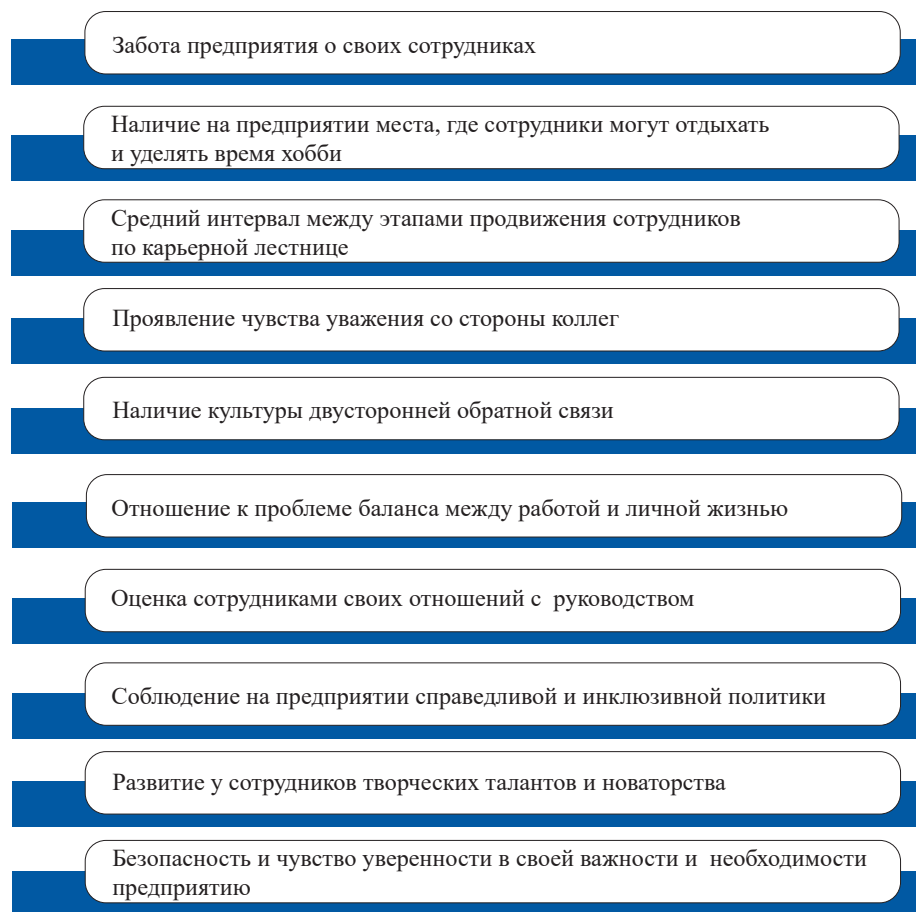 Забота предприятия о своих сотрудниках
Наличие на предприятии места, где сотрудники могут отдыхать
и уделять время хобби
Средний интервал между этапами продвижения сотрудников
по карьерной лестнице
Проявление чувства уважения со стороны коллег
Наличие культуры двусторонней обратной связи
Отношение к проблеме баланса между работой и личной жизнью
Оценка сотрудниками своих отношений с  руководством
Соблюдение на предприятии справедливой и инклюзивной политики
Развитие у сотрудников творческих талантов и новаторства
Безопасность и чувство уверенности в своей важности и  необходимости
предприятию